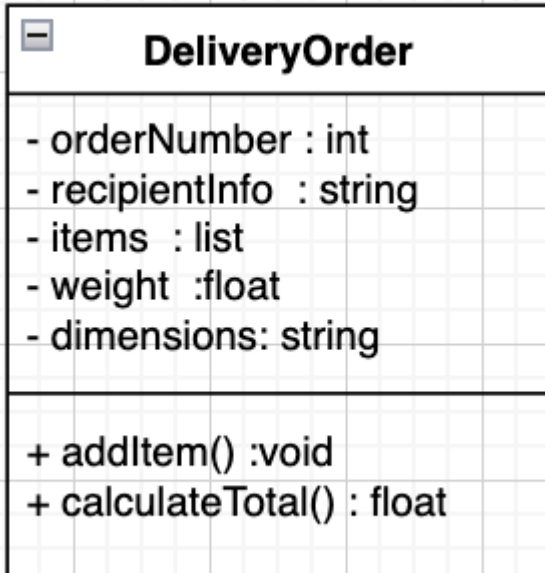 DeliveryOrder
- orderNumber : int
- recipientInfo : string
- items : list
- weight :float
- dimensions: string
+ addItem() :void
+ calculateTotal() : float